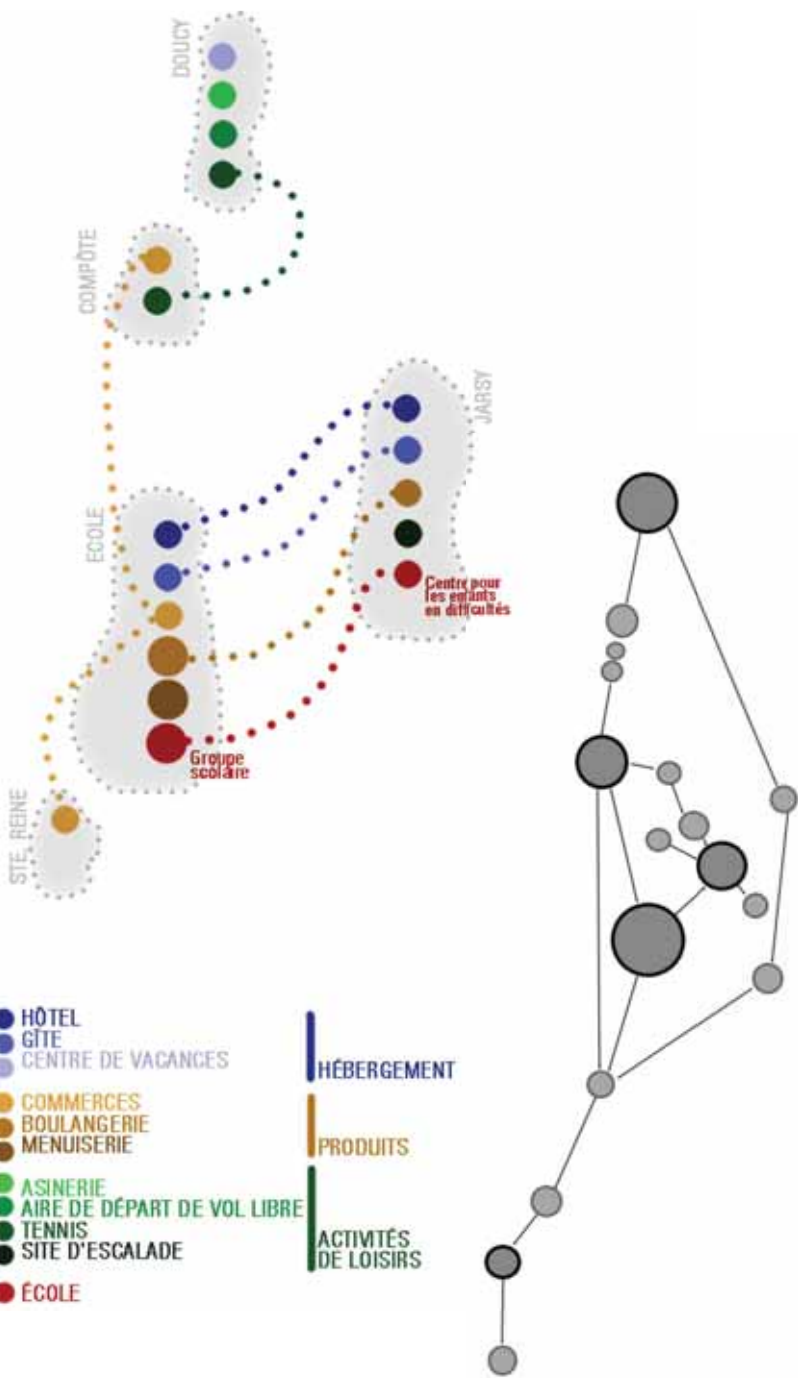 DOUCY
COMPÔTE
JARSY
ECOLE
Centre pour
les enfants
en difficultés
Groupe
scolaire
STE. REINE
HÔTEL
GÎTE
CENTRE DE VACANCES
HÉBERGEMENT
COMMERCES
BOULANGERIE
MENUISERIE
PRODUITS
ASINERIE
AIRE DE DÉPART DE VOL LIBRE
TENNIS
SITE D'ESCALADE
ACTIVITÉS
DE LOISIRS
ÉCOLE